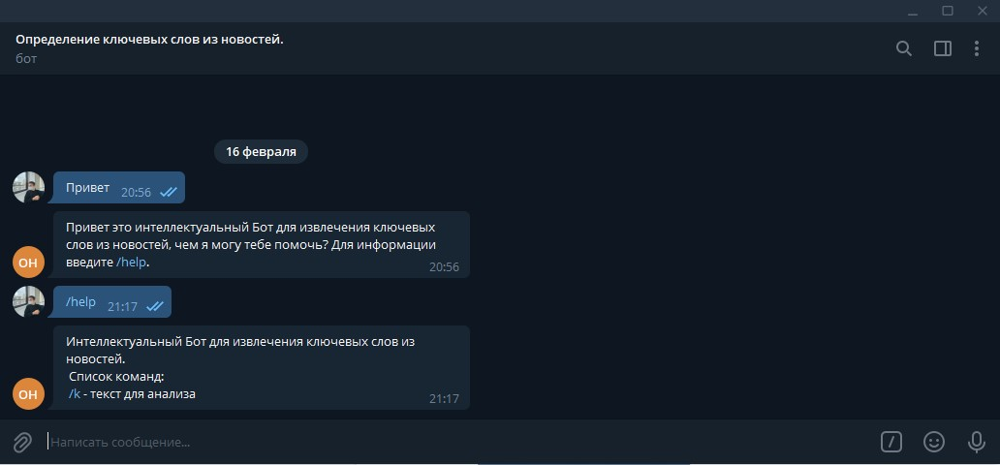 Определение ключевых слов из новостей.
бот
16 февраля
Привет 20:56
Привет это интеллектуальный Бот для извлечения ключевых
слов из новостей, чем я могу тебе помочь? Для информации
введите /help.
20:56
/help 21:17
Интеллектуальный Бот для извлечения ключевых слов из
новостей.
Список команд:
/k - текст для анализа
21:17
ОН
ОН
Написать сообщение...